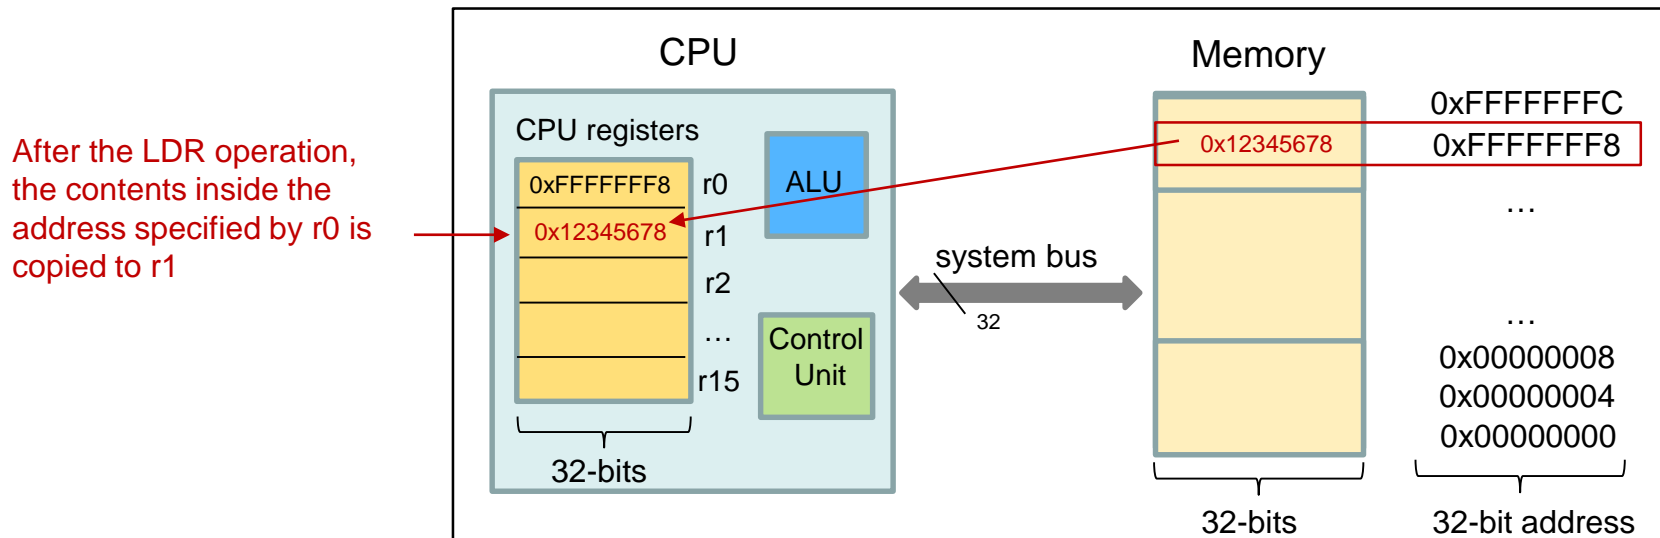 After the LDR operation,
the contents inside the
address specified by r0 is
copied to r1
CPU
CPU registers
0xFFFFFFF8
r0
0x12345678
r1
r2
…
r15
32-bits
ALU
Control
Unit
system bus
32
Memory
0x12345678
32-bits
0xFFFFFFFC
0xFFFFFFF8
…
…
0x00000008
0x00000004
0x00000000
32-bit address